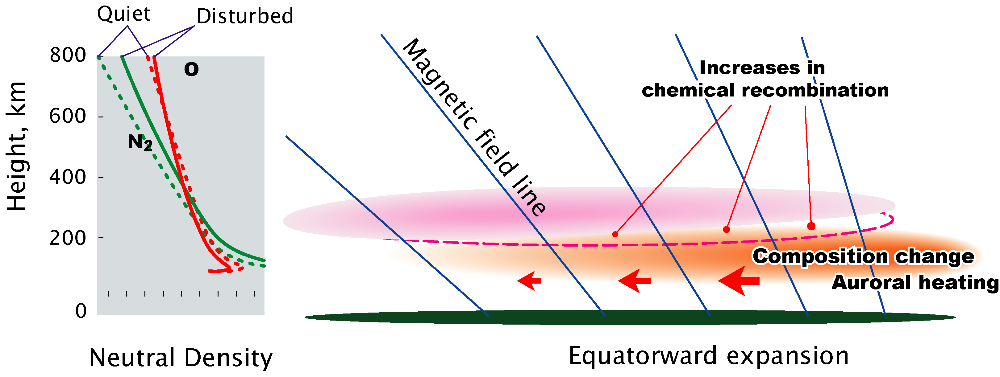 Quiet
Disturbed
Height, km
800
600
400
200
0
O
N₂
Neutral Density
Magnetic field line
Increases in
chemical recombination
Composition change
Auroral heating
Equatorward expansion